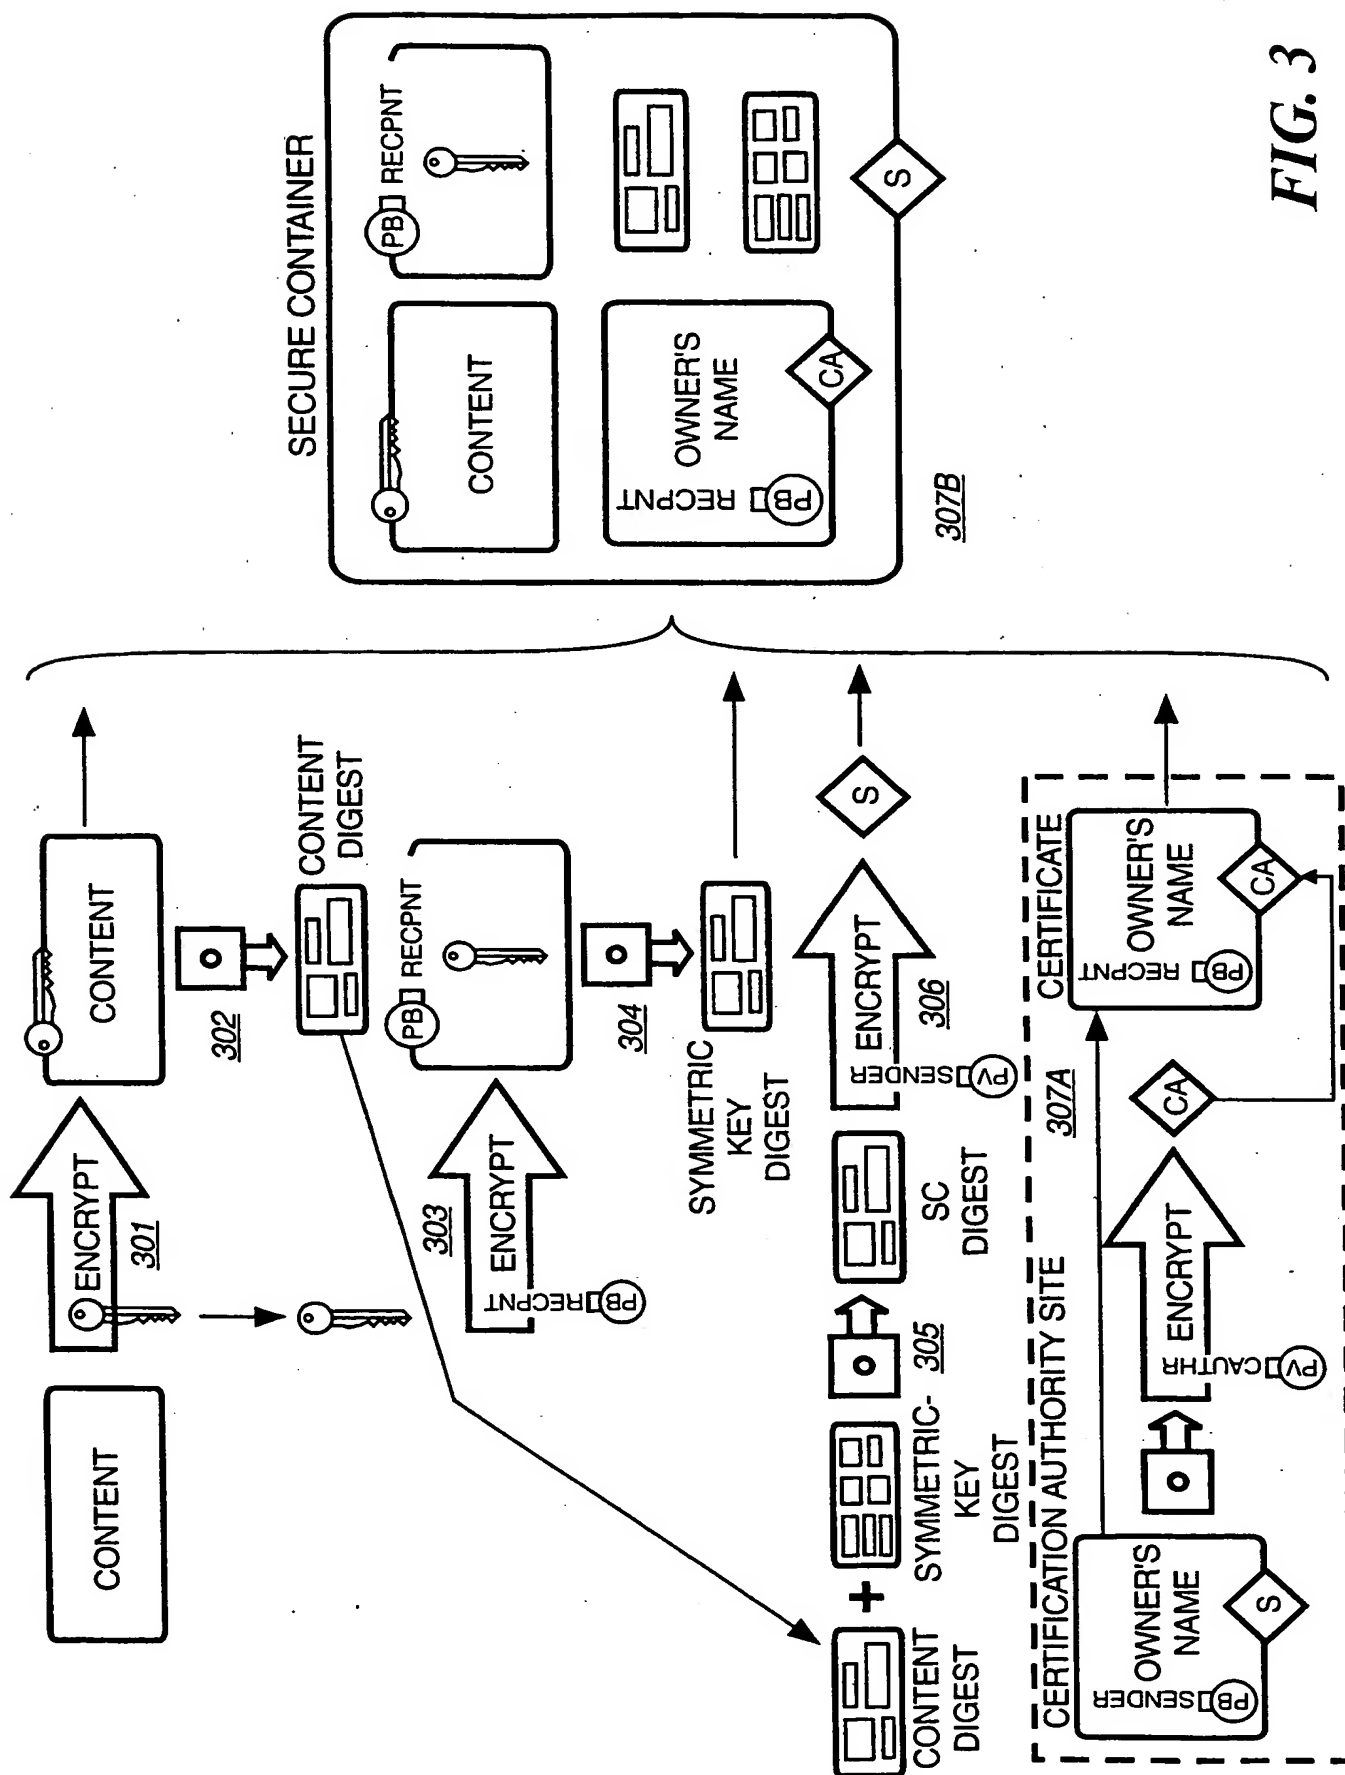 CONTENT
ENCRYPT
301
CONTENT
302
CONTENT
DIGEST
ENCRYPT
303
PB RECPNT
PB RECPNT
304
SYMMETRIC
KEY
DIGEST
CONTENT
DIGEST
+
SYMMETRIC-
KEY
DIGEST
305
SC
DIGEST
ENCRYPT
306
PV SENDER
S
CERTIFICATION AUTHORITY SITE
307A
PB SENDER
OWNER'S
NAME
S
ENCRYPT
PV CAUTHR
CA
CERTIFICATE
OWNER'S
NAME
PB RECPNT
CA
SECURE CONTAINER
CONTENT
PB RECPNT
OWNER'S
NAME
PB RECPNT
CA
S
307B
FIG. 3